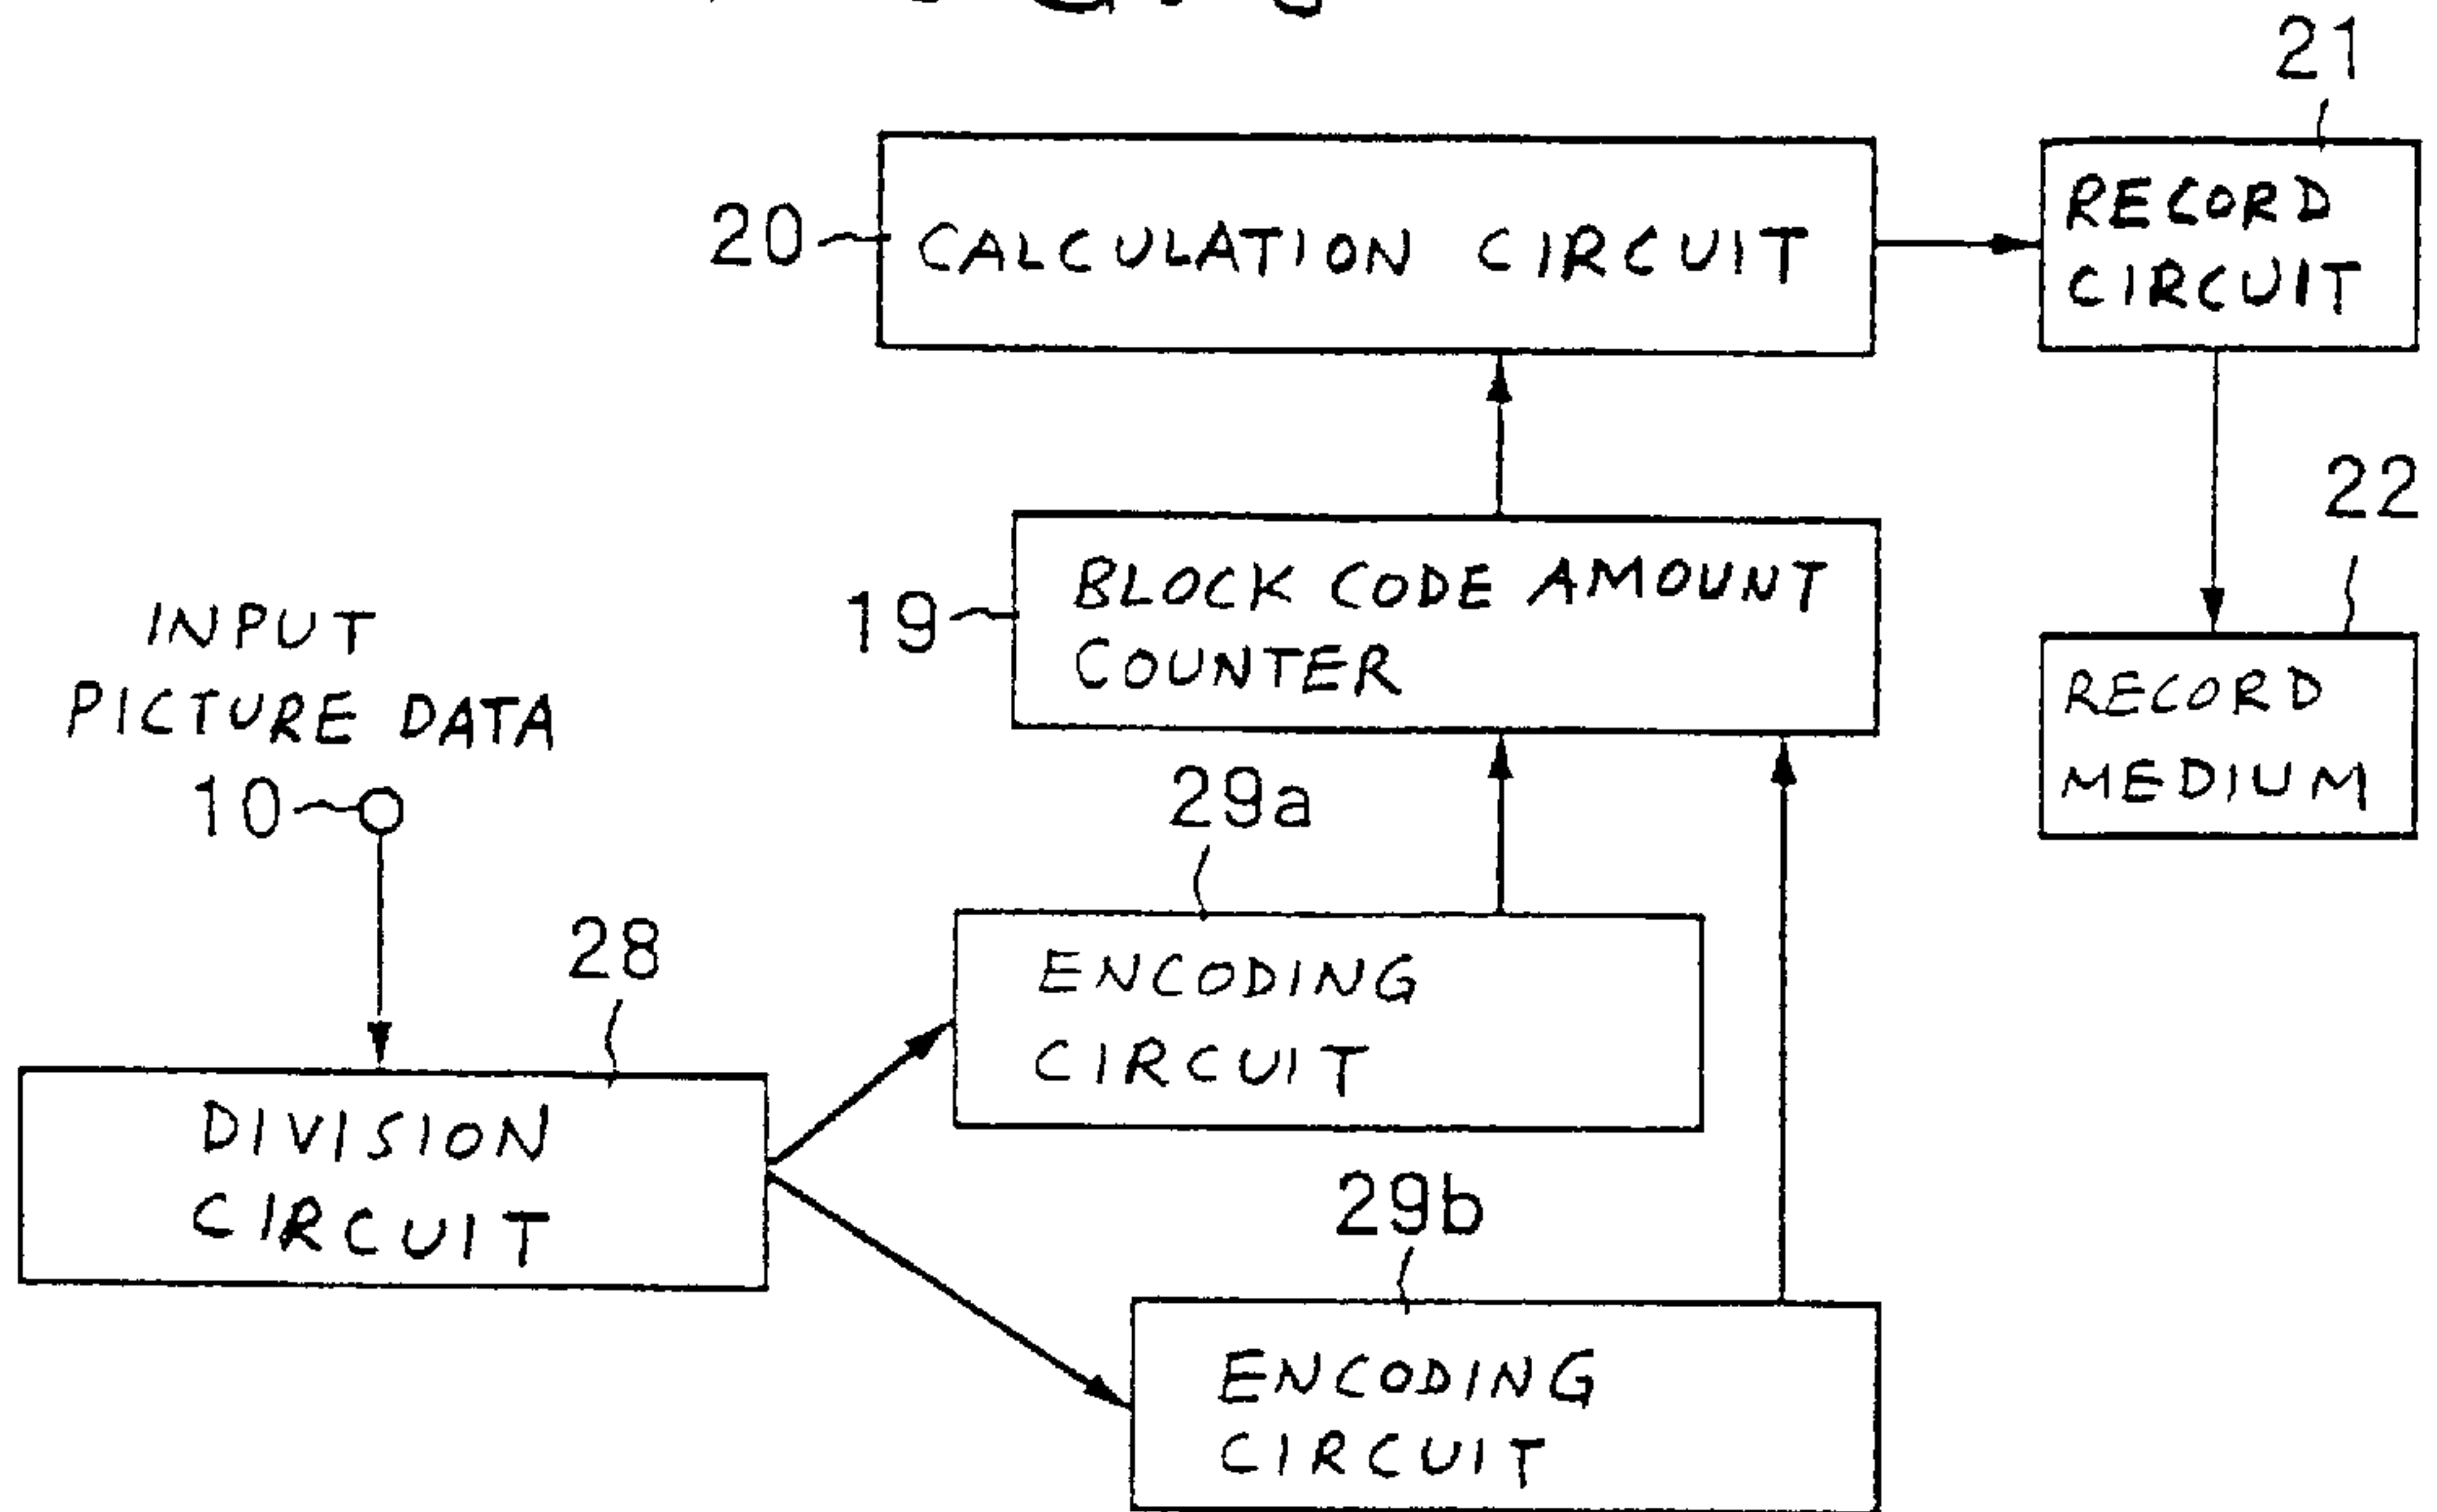 21
20
CALCULATION CIRCUIT
RECORD
CIRCUIT
22
19
BLOCK CODE AMOUNT
COUNTER
RECORD
MEDIUM
INPUT
PICTURE DATA
10
29a
28
ENCODING
CIRCUIT
DIVISION
CIRCUIT
29b
ENCODING
CIRCUIT